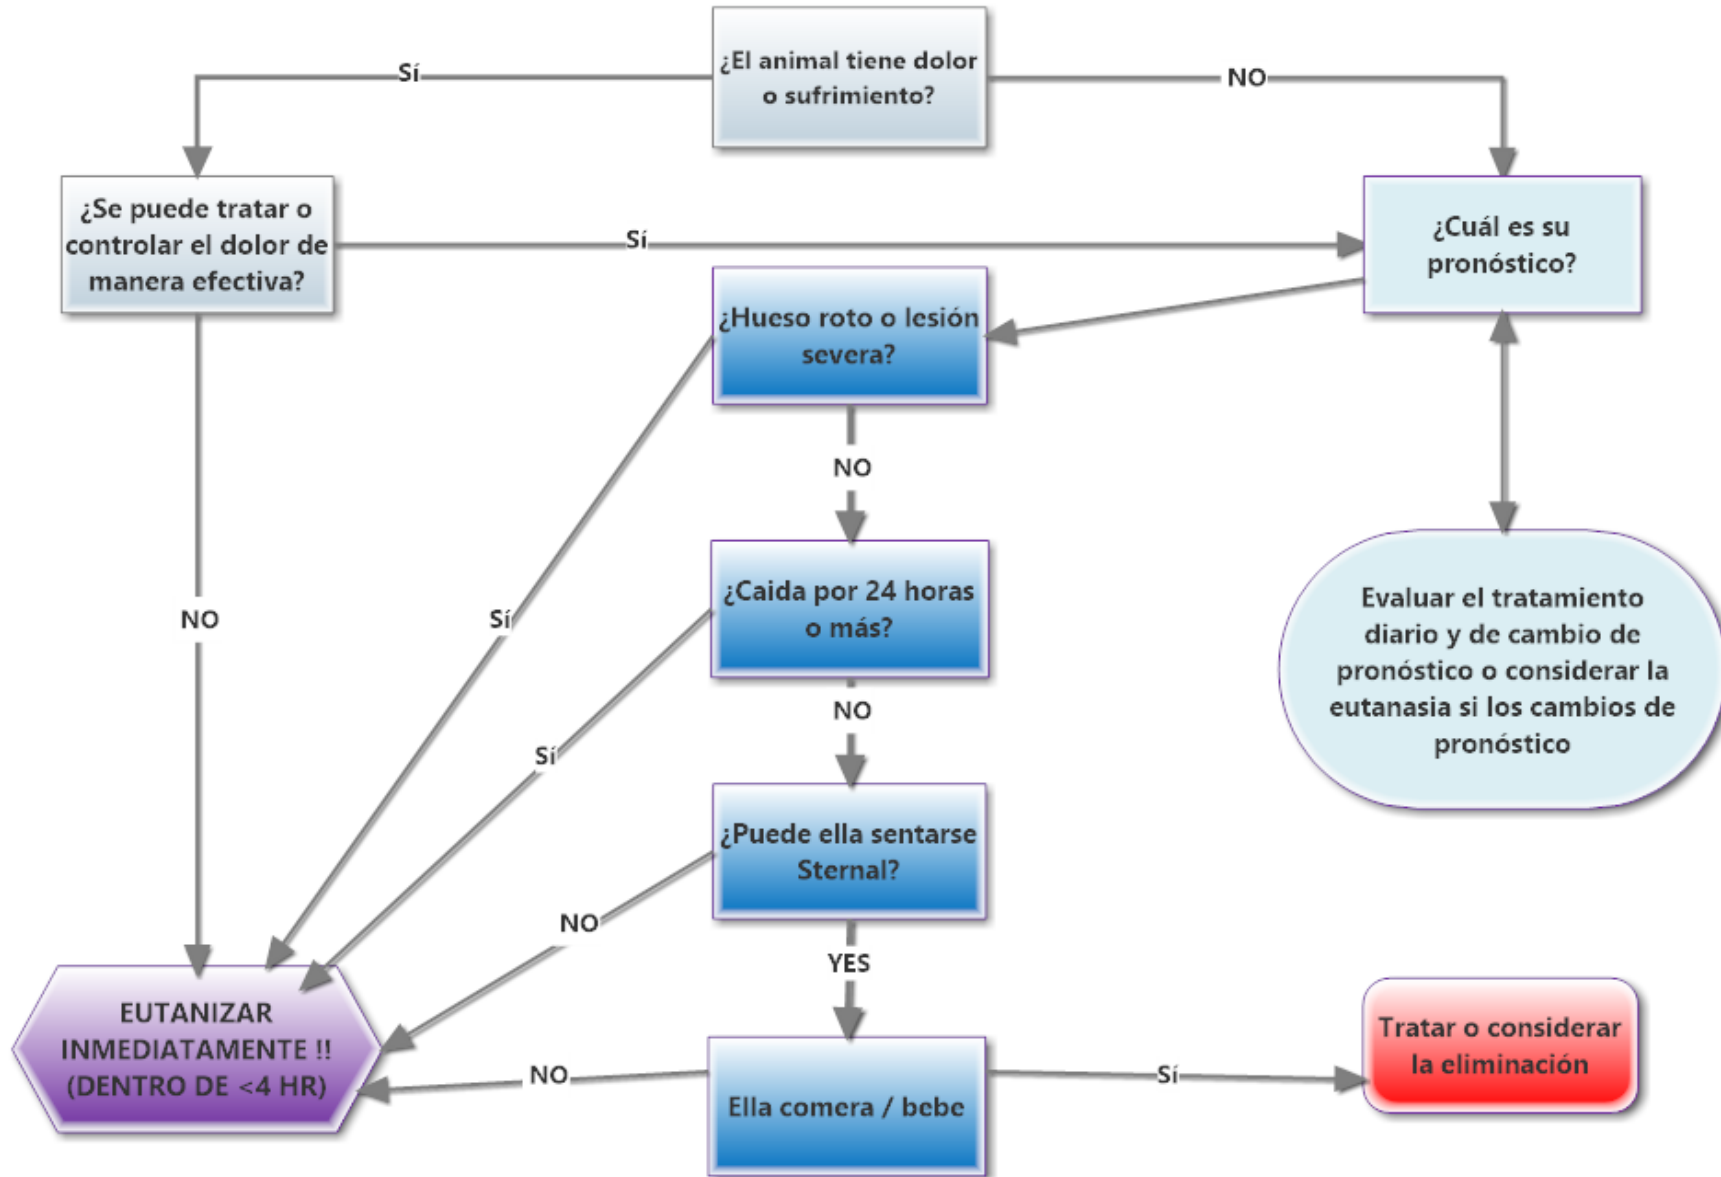 ¿El animal tiene dolor
o sufrimiento?
Sí
NO
¿Se puede tratar o
controlar el dolor de
manera efectiva?
Sí
¿Cuál es su
pronóstico?
¿Hueso roto o lesión
severa?
NO
Sí
NO
¿Caida por 24 horas
o más?
Evaluar el tratamiento
diario y de cambio de
pronóstico o considerar la
eutanasia si los cambios de
pronóstico
NO
Sí
¿Puede ella sentarse
Sternal?
NO
YES
EUTANIZAR
INMEDIATAMENTE !!
(DENTRO DE <4 HR)
NO
Ella comera / bebe
Sí
Tratar o considerar
la eliminación